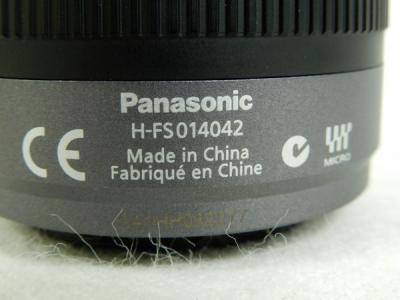 Panasonic
H-FS014042
CE
Made in China
MICRO
Fabriqué en Chine